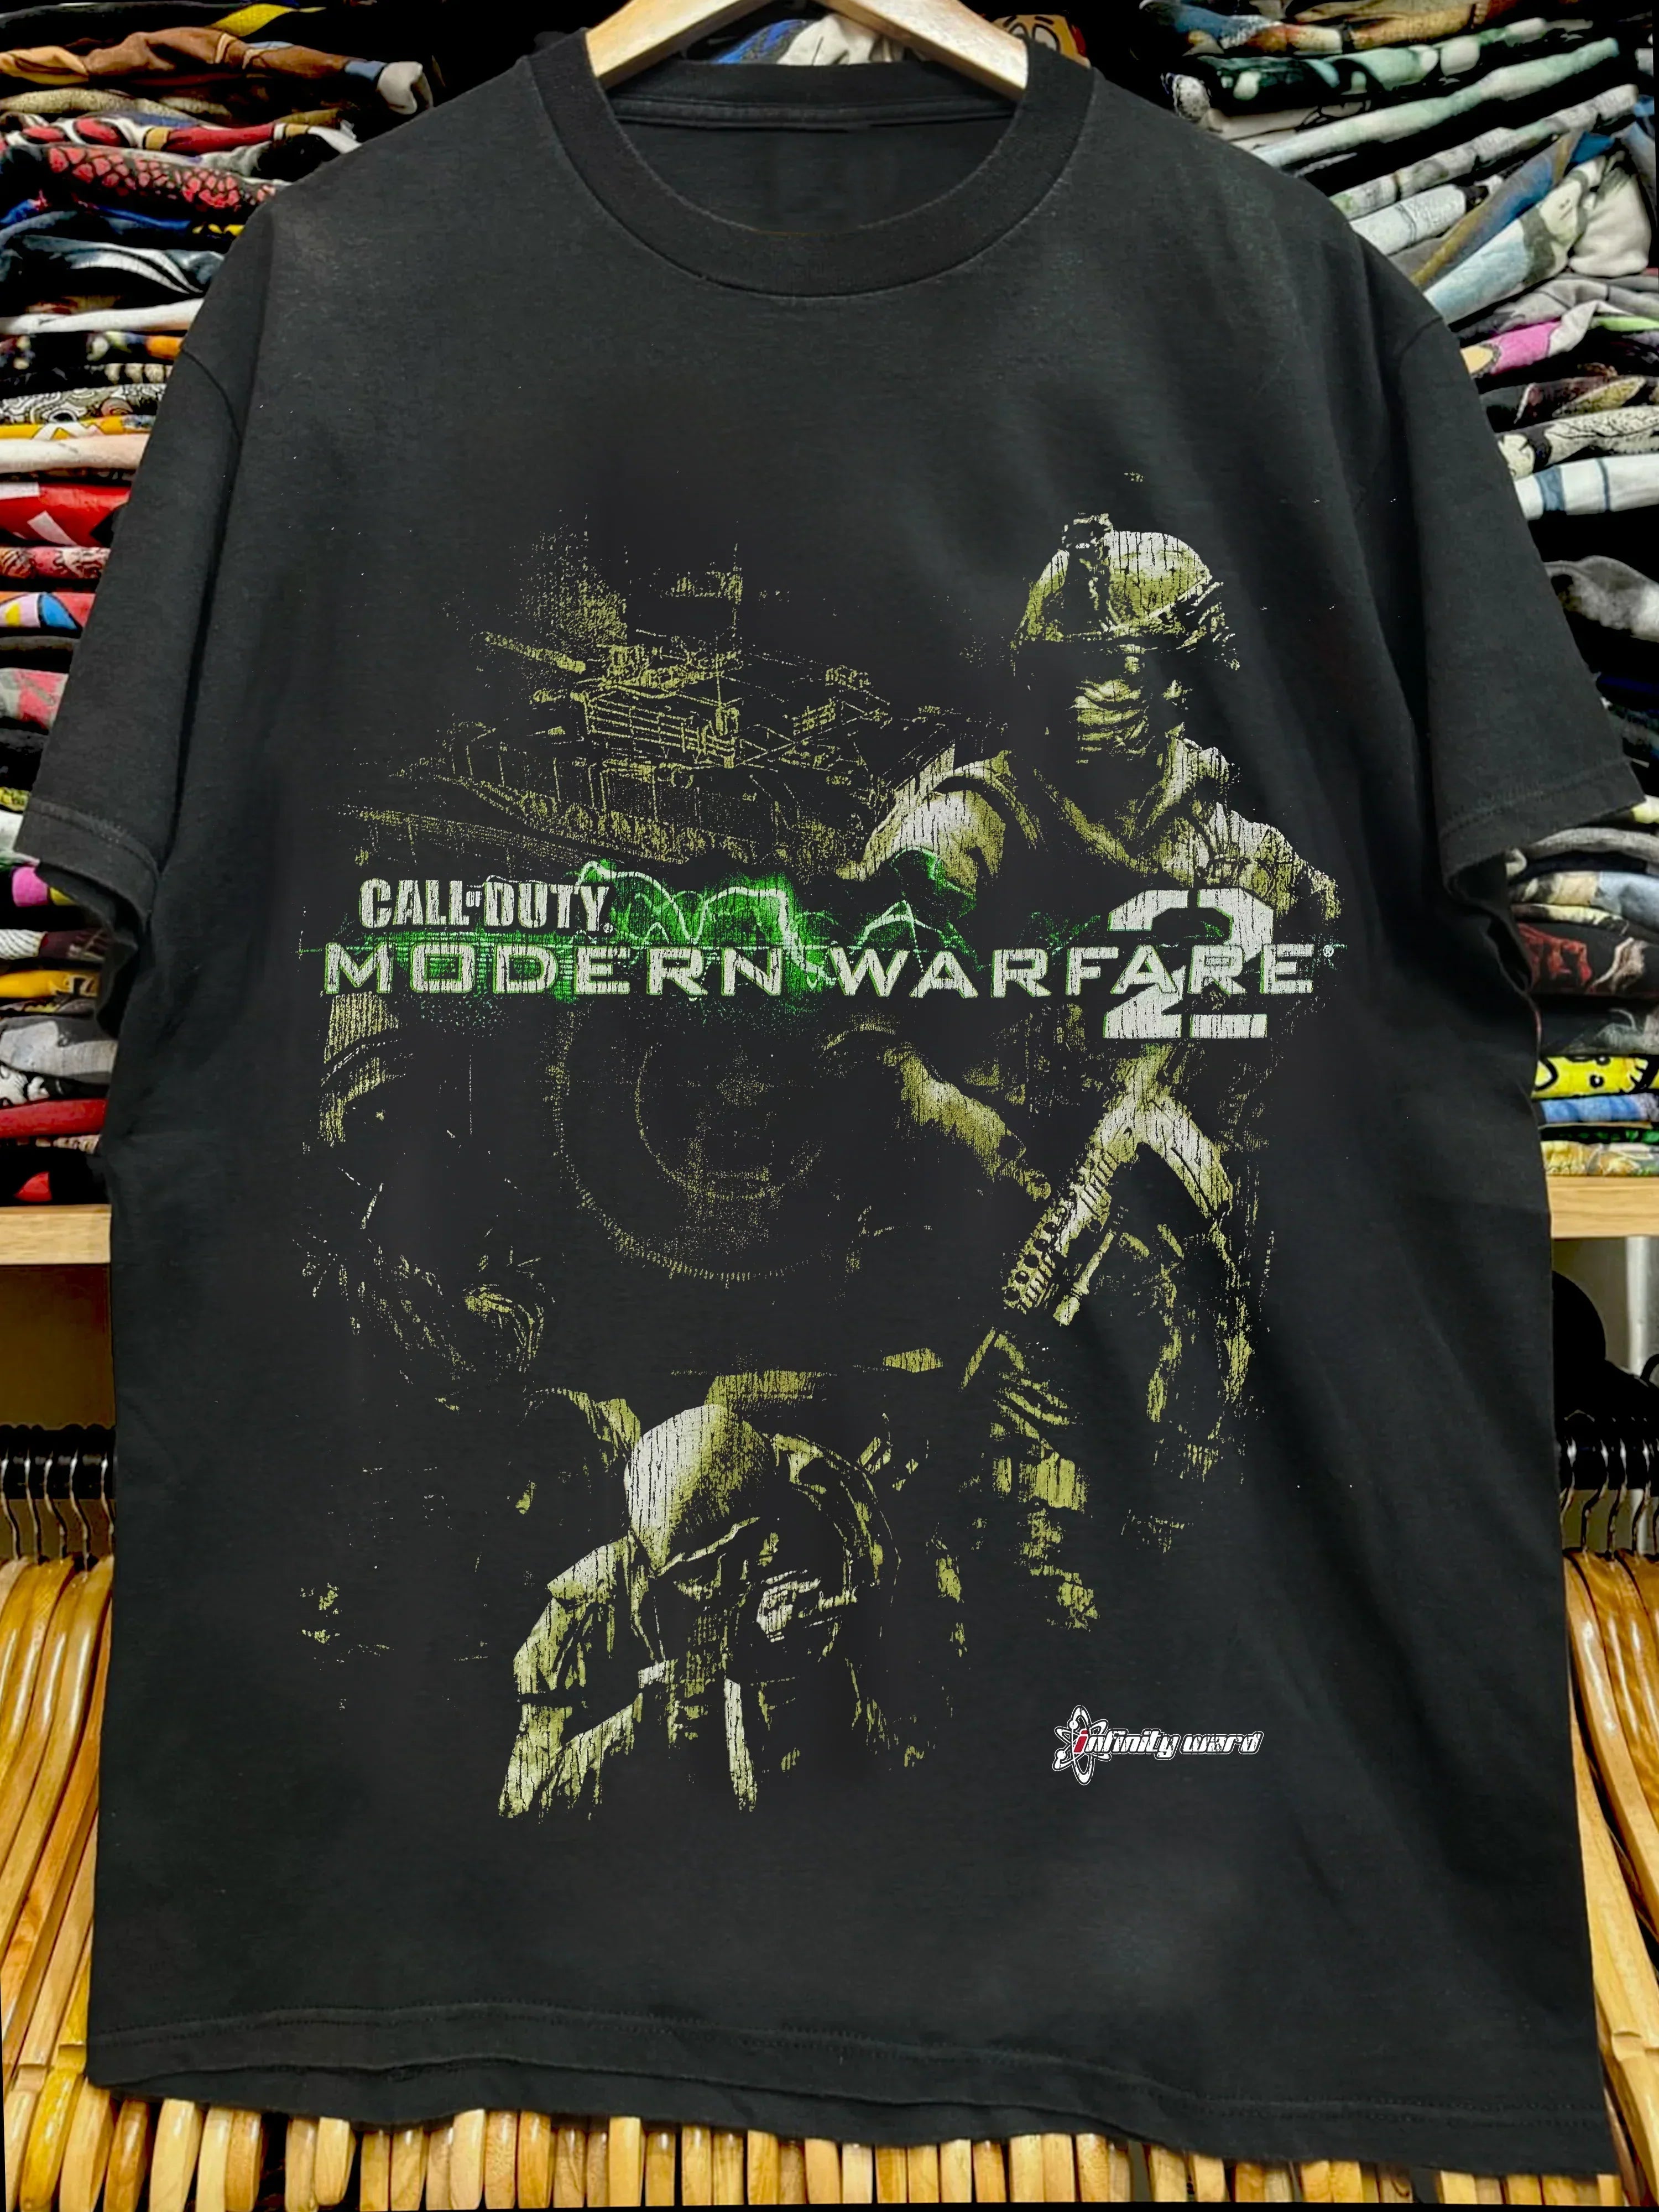 CALL OF DUTY®
MODERN WARFARE®
2
infinity ward